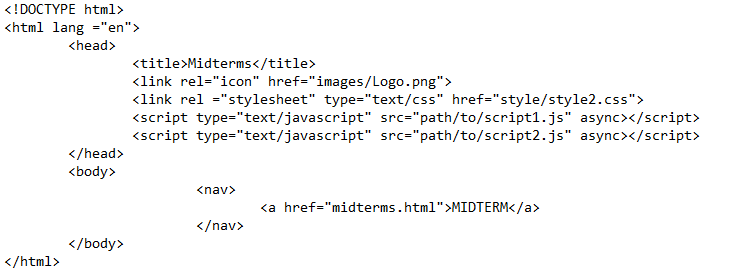 <!DOCTYPE html>
<html lang ="en">
<head>
<title>Midterms</title>
<link rel="icon" href="images/Logo.png">
<link rel ="stylesheet" type="text/css" href="style/style2.css">
<script type="text/javascript" src="path/to/script1.js" async></script>
<script type="text/javascript" src="path/to/script2.js" async></script>
</head>
<body>
<nav>
<a href="midterms.html">MIDTERM</a>
</nav>
</body>
</html>